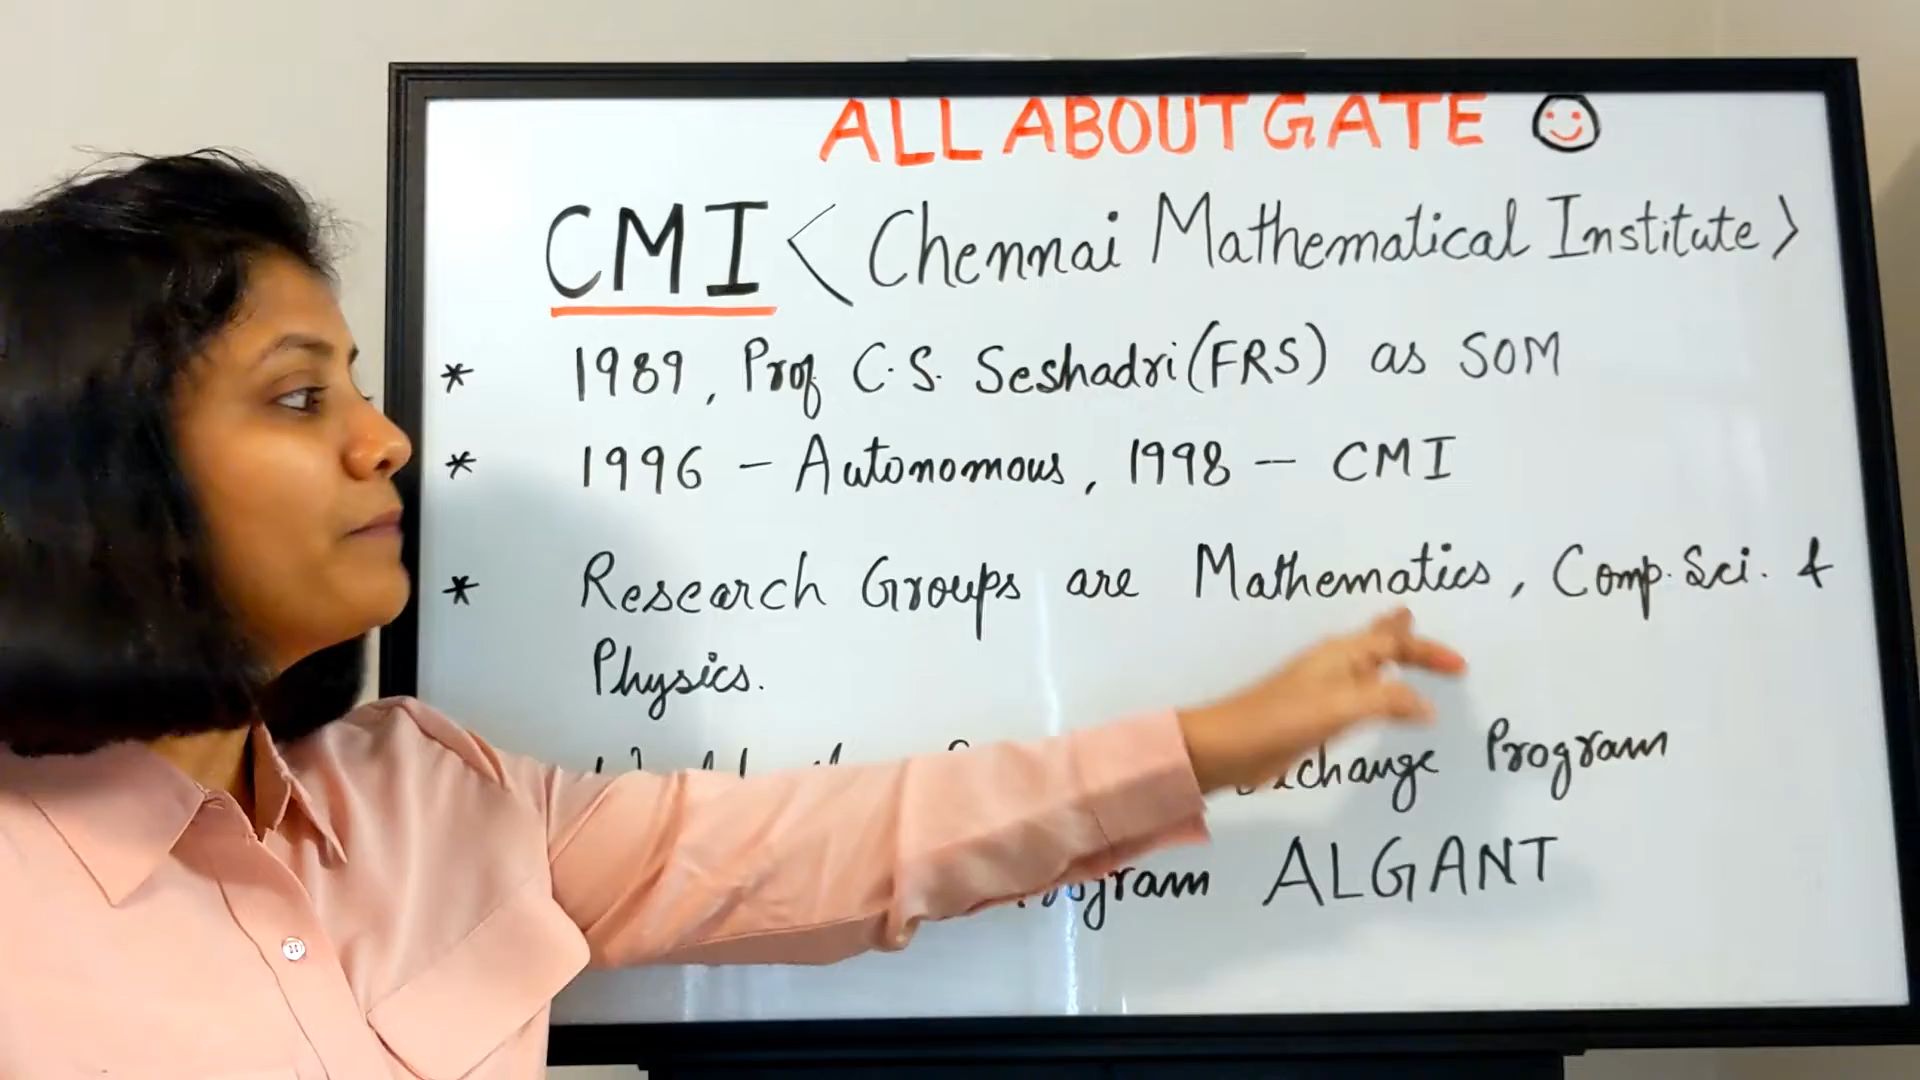 ALL ABOUT GATE
CMI < Chennai Mathematical Institute >
* 1989, Prof C.S. Seshadri (FRS) as SOM
* 1996 - Autonomous, 1998 - CMI
* Research Groups are Mathematics, Comp. Sci. &
Physics.
Program
ALGANT